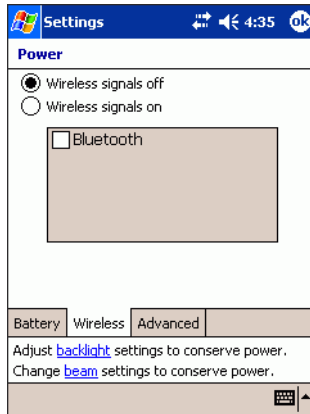 Settings 4:35 ok
Power
Wireless signals off
Wireless signals on
Bluetooth
Battery Wireless Advanced
Adjust backlight settings to conserve power.
Change beam settings to conserve power.